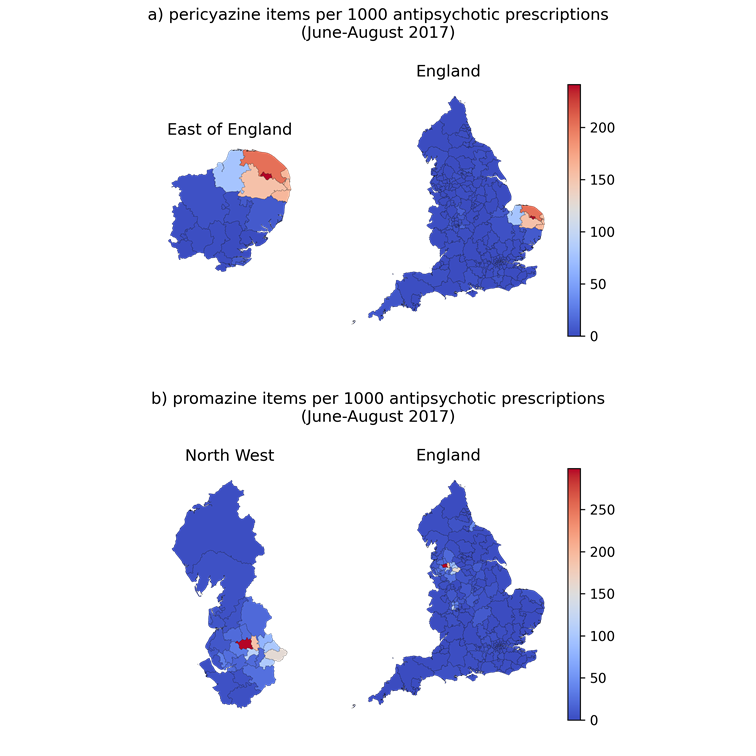 a) pericyazine items per 1000 antipsychotic prescriptions
(June-August 2017)
East of England
England
200
150
100
50
0
b) promazine items per 1000 antipsychotic prescriptions
(June-August 2017)
North West
England
250
200
150
100
50
0